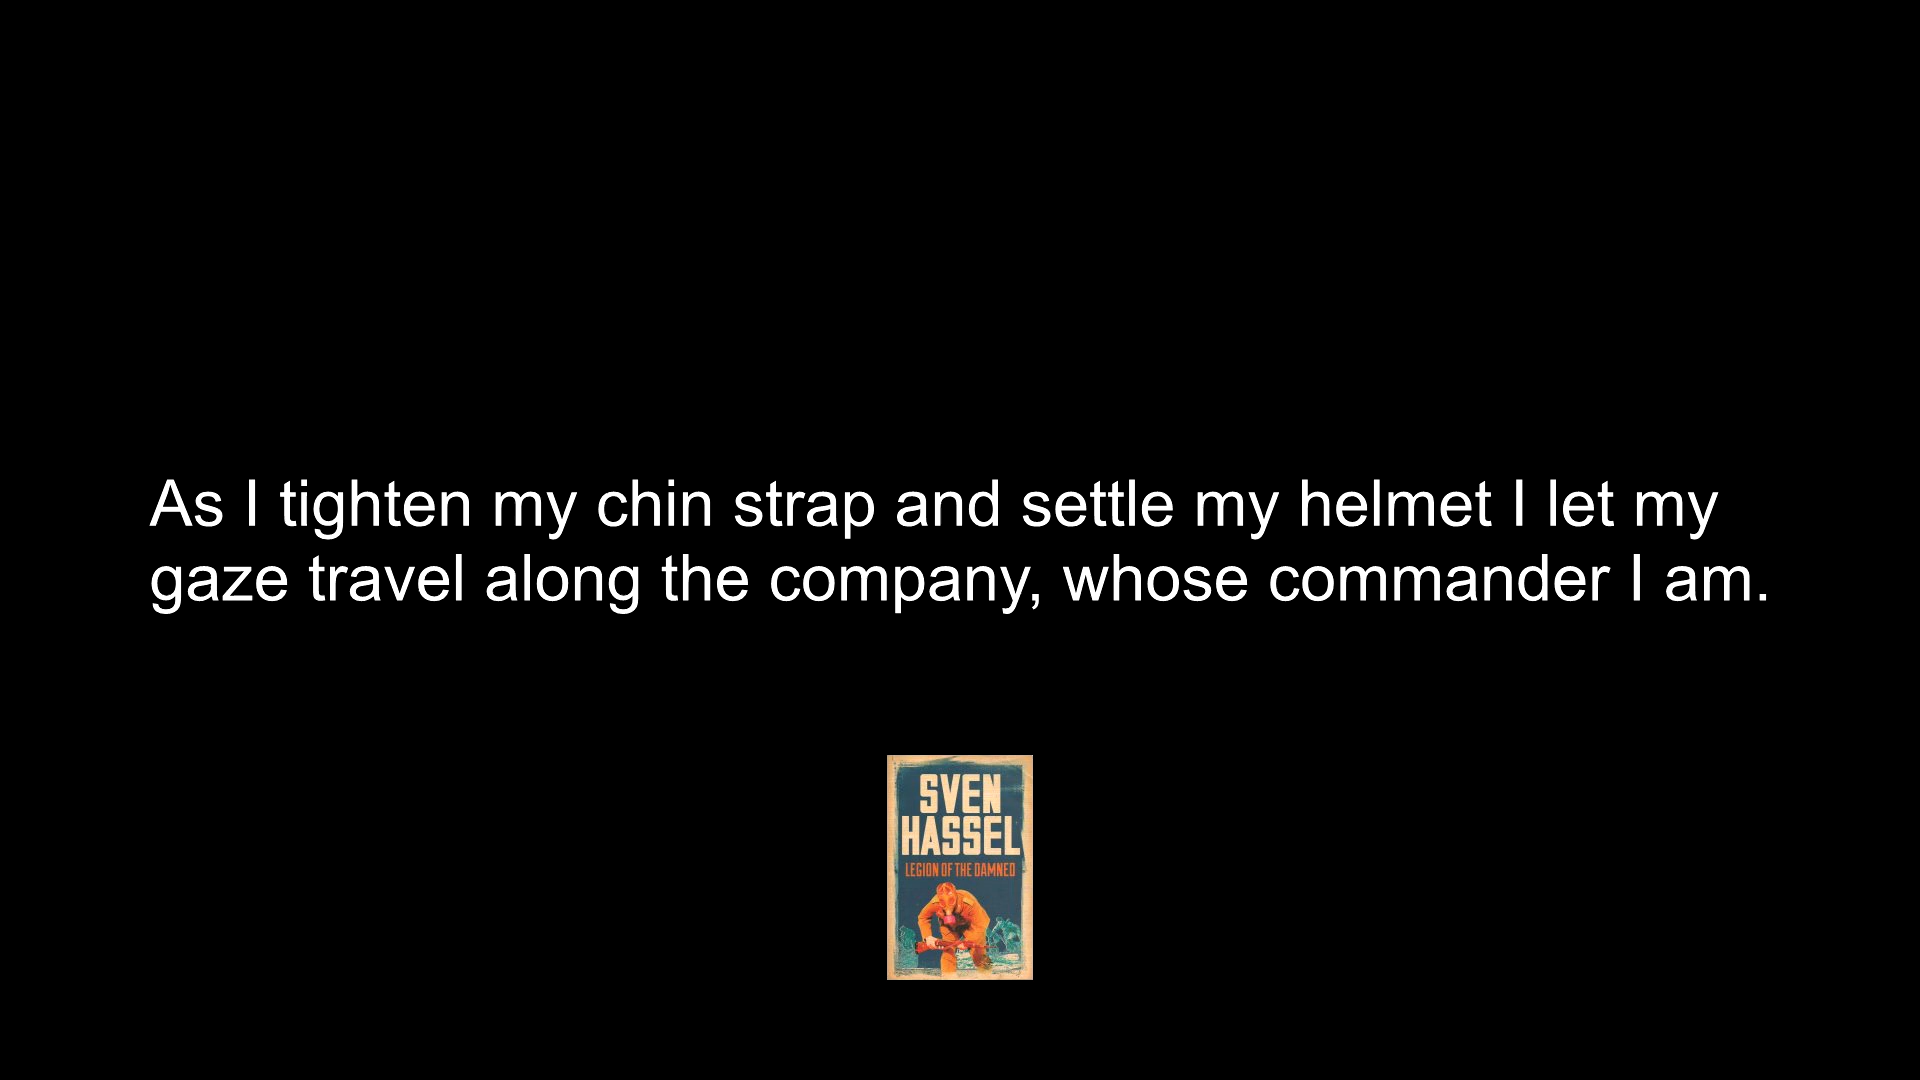 As I tighten my chin strap and settle my helmet I let my
gaze travel along the company, whose commander I am.
SVEN
HASSEL
LEGION OF THE DAMNED